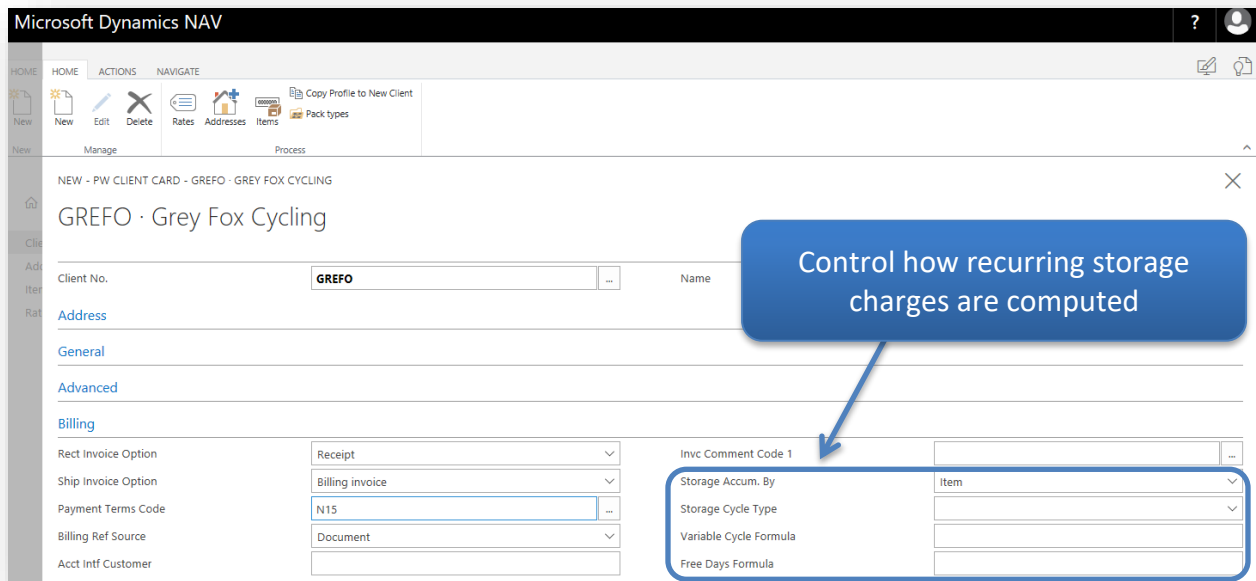 Microsoft Dynamics NAV
?
HOME
HOME ACTIONS NAVIGATE
New
New Edit Delete Rates Addresses Items Copy Profile to New Client
Pack types
New Manage Process
NEW - PW CLIENT CARD - GREFO · GREY FOX CYCLING
GREFO · Grey Fox Cycling
Control how recurring storage
charges are computed
Clie
Add
Iter
Rat
Client No. GREFO ... Name
Address
General
Advanced
Billing
Rect Invoice Option Receipt Invc Comment Code 1 ...
Ship Invoice Option Billing invoice Storage Accum. By Item
Payment Terms Code N15 ... Storage Cycle Type
Billing Ref Source Document Variable Cycle Formula
Acct Intf Customer Free Days Formula